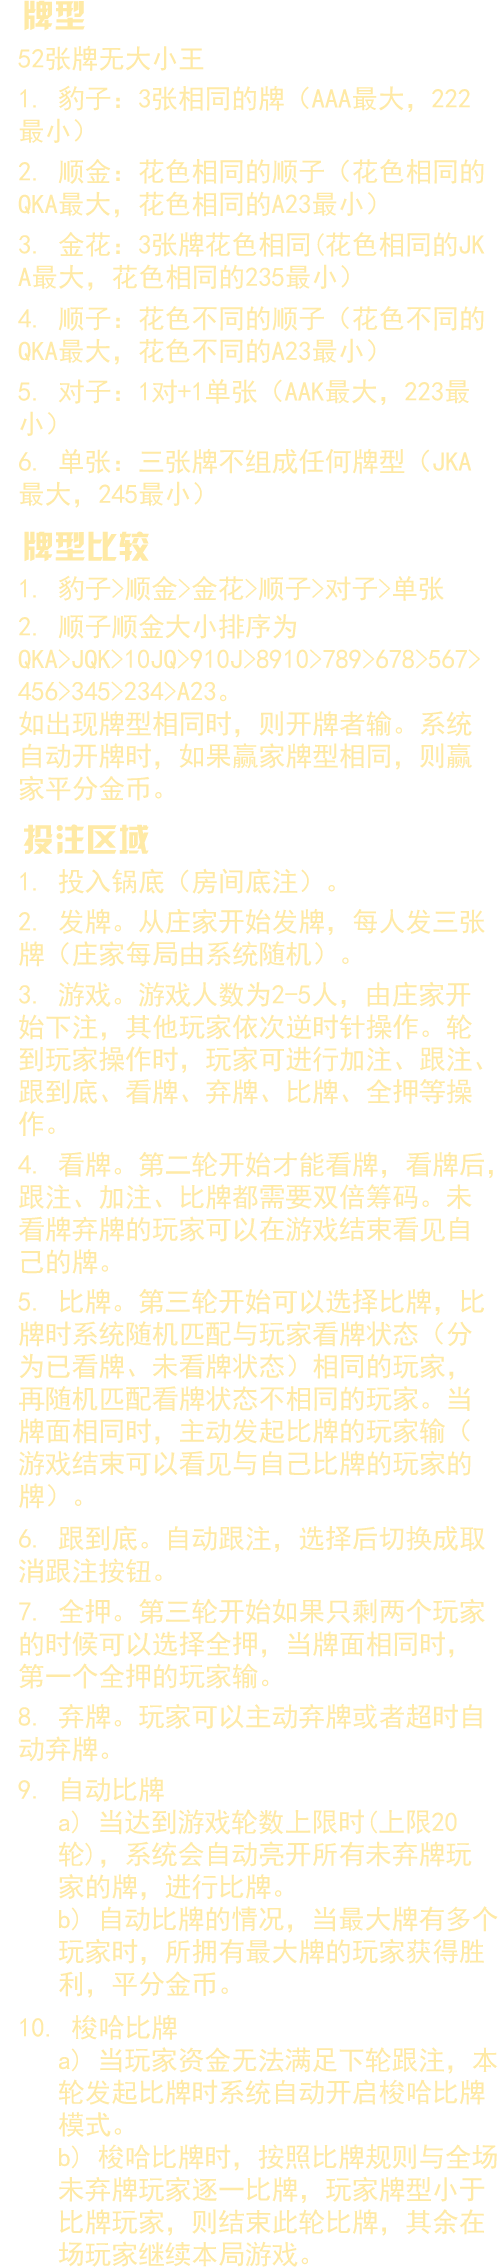 牌型
52张牌无大小王
1. 豹子：3张相同的牌（AAA最大，222
最小）
2. 顺金：花色相同的顺子（花色相同的
QKA最大，花色相同的A23最小）
3. 金花：3张牌花色相同(花色相同的JK
A最大，花色相同的235最小）
4. 顺子：花色不同的顺子（花色不同的
QKA最大，花色不同的A23最小）
5. 对子：1对+1单张（AAK最大，223最
小）
6. 单张：三张牌不组成任何牌型（JKA
最大，245最小）
牌型比较
1. 豹子>顺金>金花>顺子>对子>单张
2. 顺子顺金大小排序为
QKA>JQK>10JQ>910J>8910>789>678>567>
456>345>234>A23。
如出现牌型相同时，则开牌者输。系统
自动开牌时，如果赢家牌型相同，则赢
家平分金币。
投注区域
1. 投入锅底（房间底注）。
2. 发牌。从庄家开始发牌，每人发三张
牌（庄家每局由系统随机）。
3. 游戏。游戏人数为2-5人，由庄家开
始下注，其他玩家依次逆时针操作。轮
到玩家操作时，玩家可进行加注、跟注、
跟到底、看牌、弃牌、比牌、全押等操
作。
4. 看牌。第二轮开始才能看牌，看牌后，
跟注、加注、比牌都需要双倍筹码。未
看牌弃牌的玩家可以在游戏结束看见自
己的牌。
5. 比牌。第三轮开始可以选择比牌，比
牌时系统随机匹配与玩家看牌状态（分
为已看牌、未看牌状态）相同的玩家，
再随机匹配看牌状态不相同的玩家。当
牌面相同时，主动发起比牌的玩家输（
游戏结束可以看见与自己比牌的玩家的
牌）。
6. 跟到底。自动跟注，选择后切换成取
消跟注按钮。
7. 全押。第三轮开始如果只剩两个玩家
的时候可以选择全押，当牌面相同时，
第一个全押的玩家输。
8. 弃牌。玩家可以主动弃牌或者超时自
动弃牌。
9. 自动比牌
a) 当达到游戏轮数上限时(上限20
轮)，系统会自动亮开所有未弃牌玩
家的牌，进行比牌。
b) 自动比牌的情况，当最大牌有多个
玩家时，所拥有最大牌的玩家获得胜
利，平分金币。
10. 梭哈比牌
a) 当玩家资金无法满足下轮跟注，本
轮发起比牌时系统自动开启梭哈比牌
模式。
b) 梭哈比牌时，按照比牌规则与全场
未弃牌玩家逐一比牌，玩家牌型小于
比牌玩家，则结束此轮比牌，其余在
场玩家继续本局游戏。